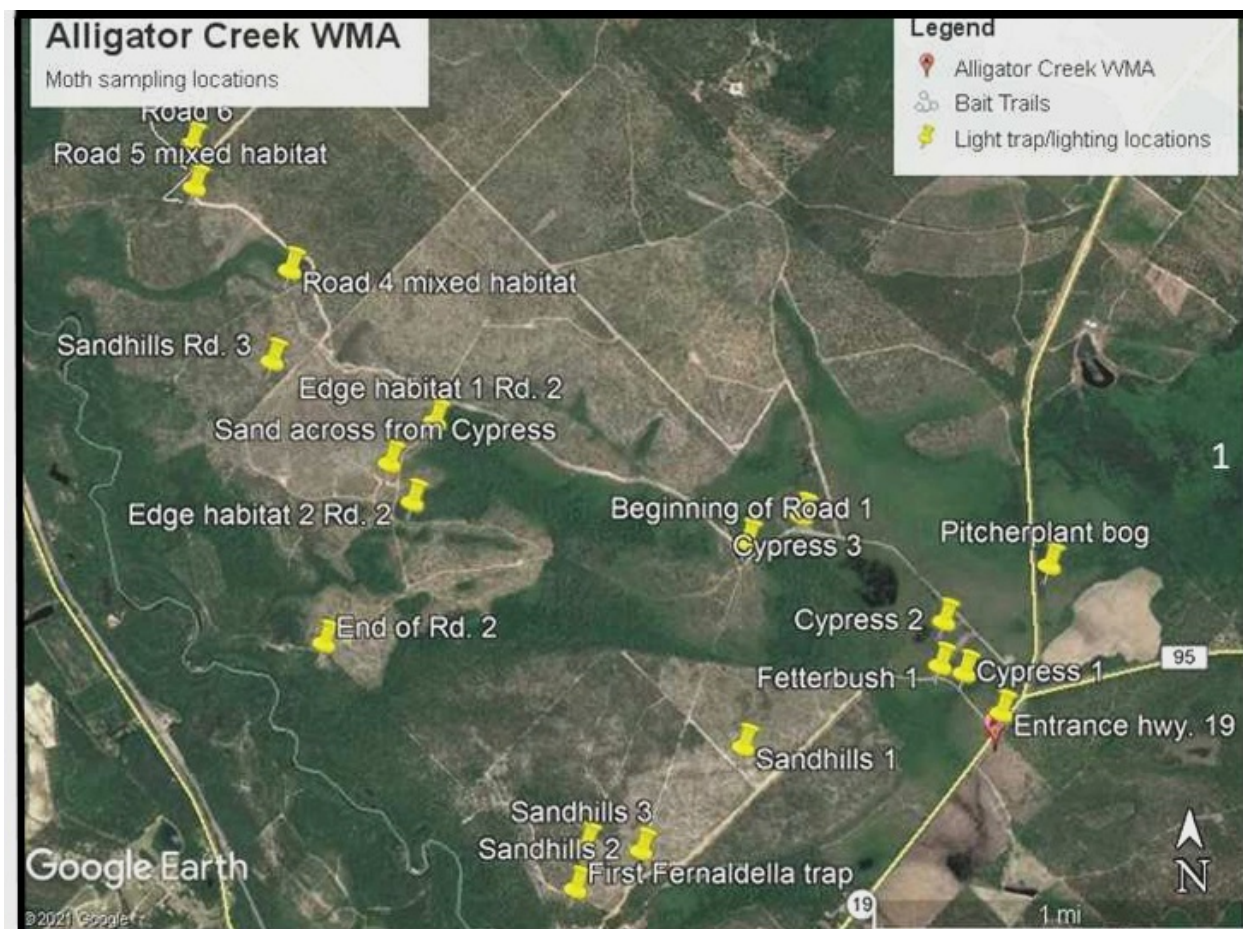 Alligator Creek WMA
Moth sampling locations
Legend
Alligator Creek WMA
Bait Trails
Light trap/lighting locations
Road 6
Road 5 mixed habitat
Road 4 mixed habitat
Sandhills Rd. 3
Edge habitat 1 Rd. 2
Sand across from Cypress
Edge habitat 2 Rd. 2
1
Beginning of Road 1
Cypress 3
Pitcherplant bog
Cypress 2
End of Rd. 2
95
Fetterbush 1
Cypress 1
Entrance hwy. 19
Sandhills 1
Sandhills 3
Sandhills 2
First Fernaldella trap
Google Earth
N
©2021 Google
19
1 mi